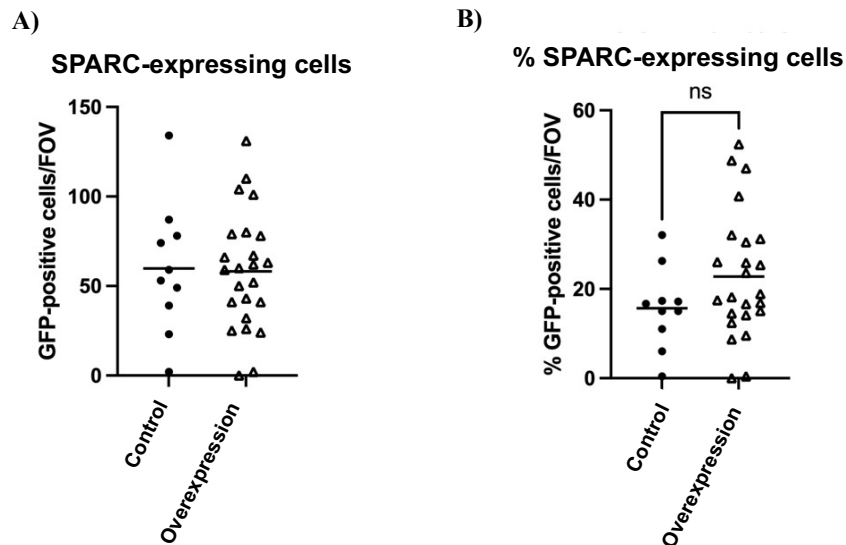 A)
SPARC-expressing cells
GFP-positive cells/FOV
150
100
50
0
Control
Overexpression
B)
% SPARC-expressing cells
ns
% GFP-positive cells/FOV
60
40
20
0
Control
Overexpression